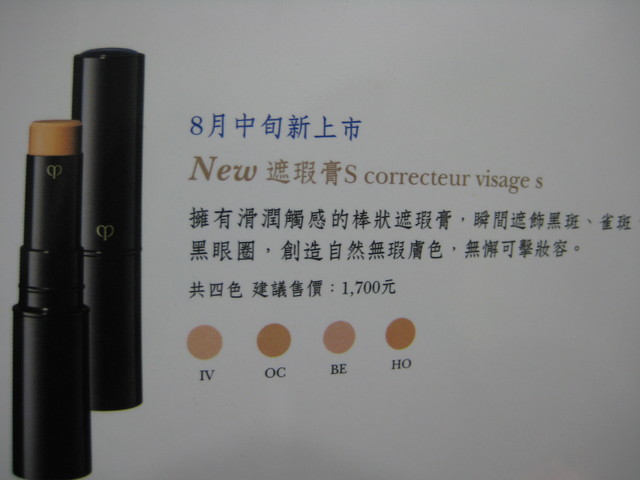 8月中旬新上市
New 遮瑕膏S correcteur visage s
擁有滑潤觸感的棒狀遮瑕膏，瞬間遮飾黑斑、雀斑、
黑眼圈，創造自然無瑕膚色，無懈可擊妝容。
共四色 建議售價：1,700元
IV OC BE HO